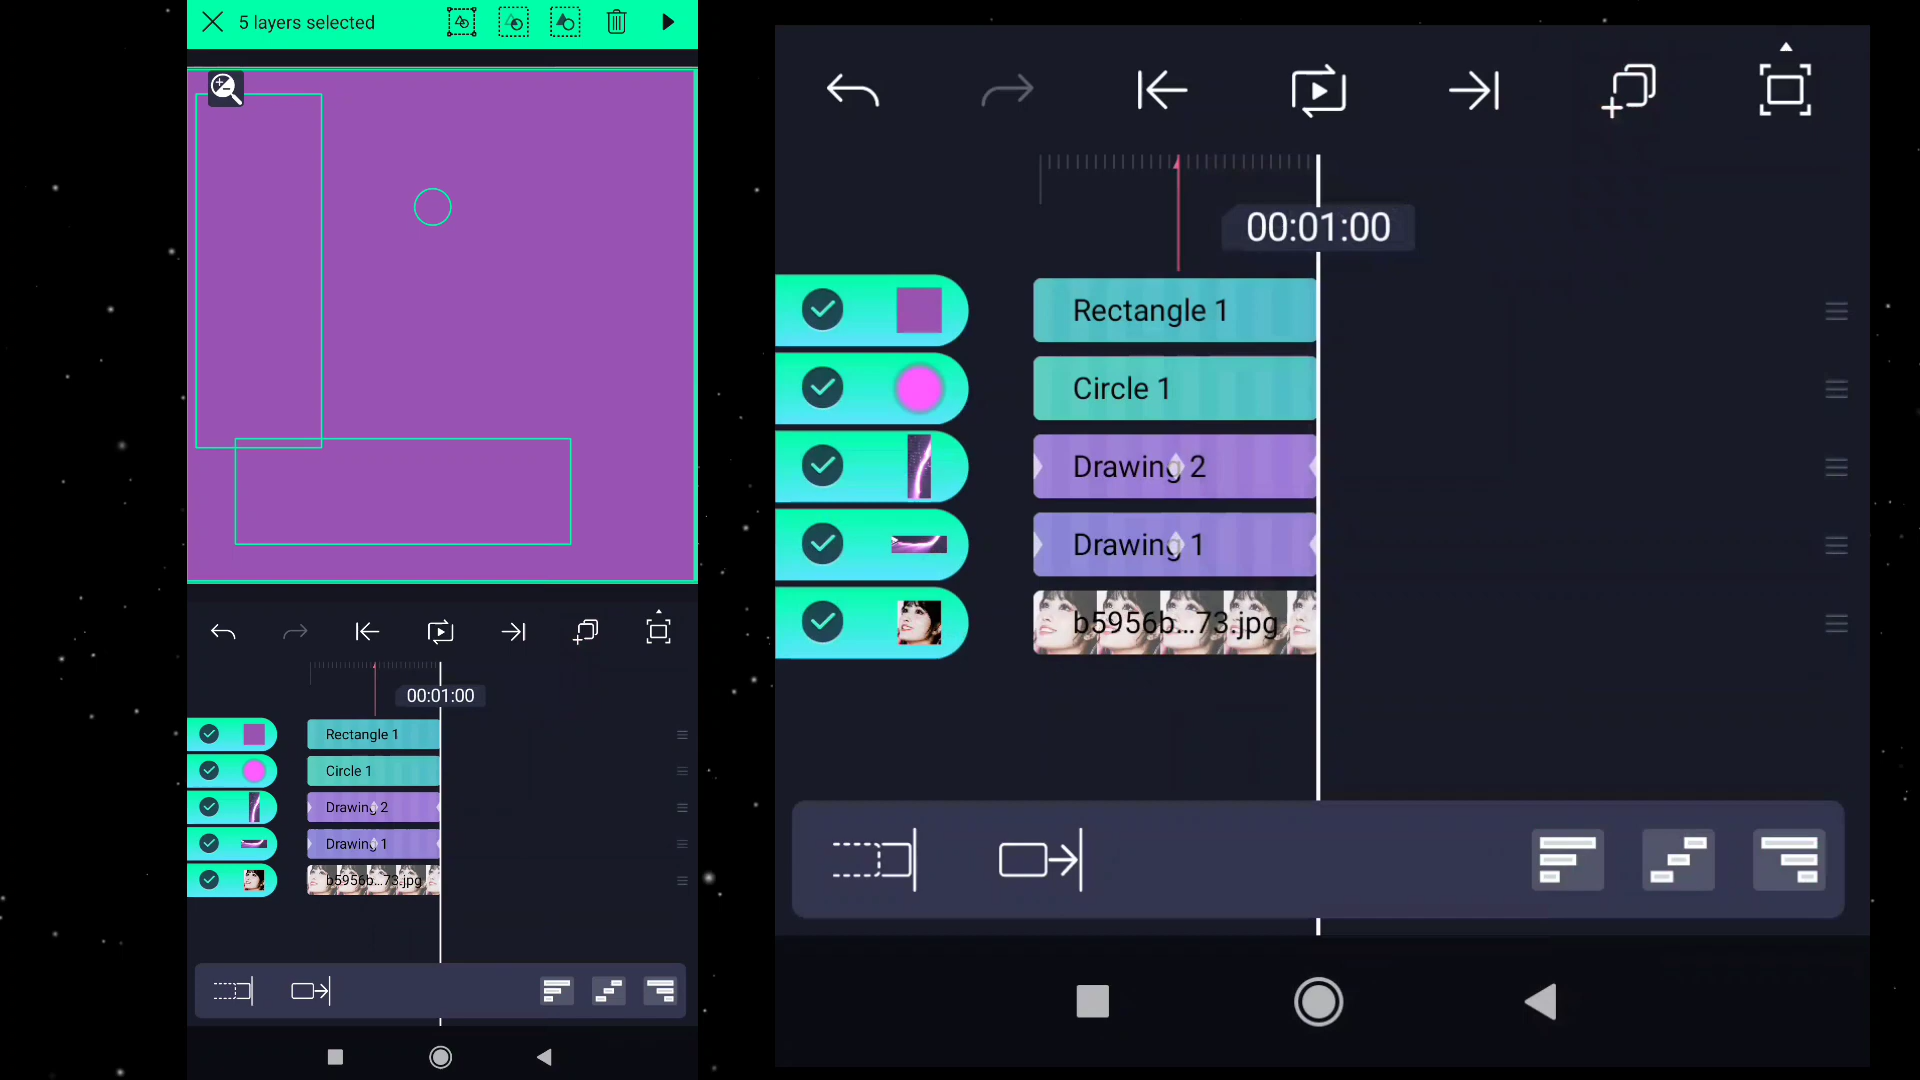 5 layers selected
00:01:00
Rectangle 1
Circle 1
Drawing 2
Drawing 1
b5956b...73.jpg
00:01:00
Rectangle 1
Circle 1
Drawing 2
Drawing 1
b5956b...73.jpg